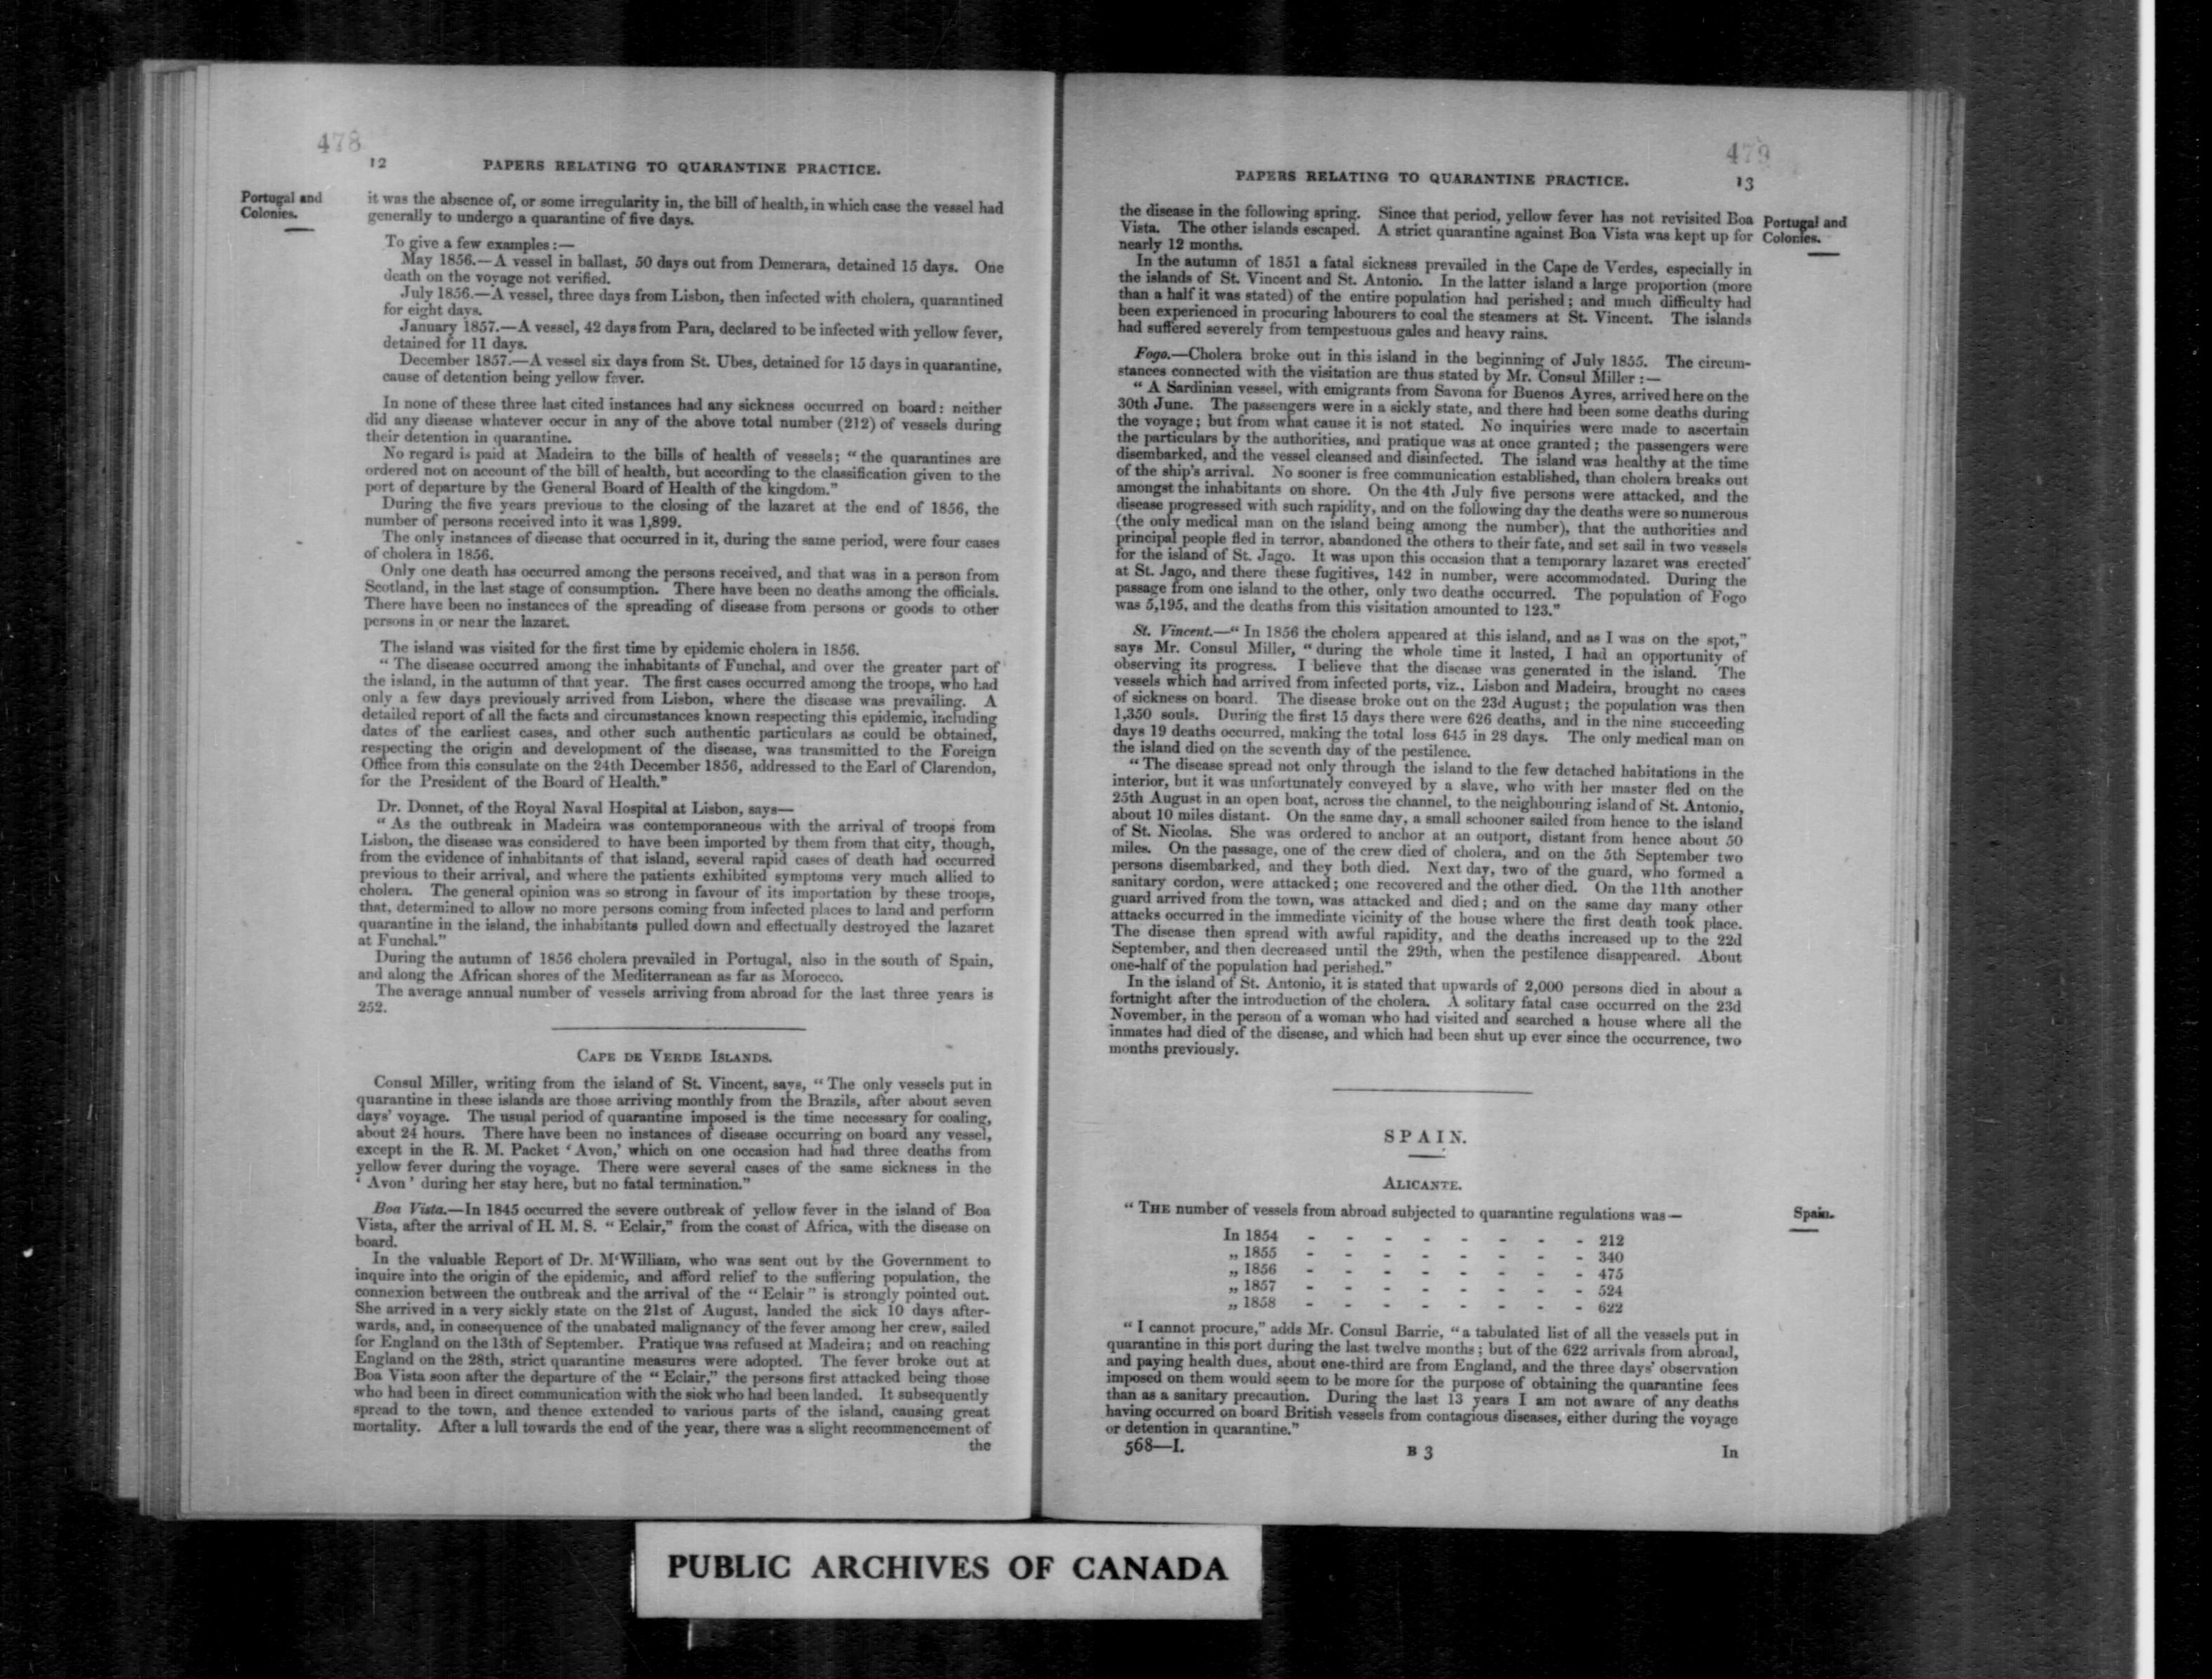 478
12 PAPERS RELATING TO QUARANTINE PRACTICE.
Portugal and
Colonies.
it was the absence of, or some irregularity in, the bill of health, in which case the vessel had
generally to undergo a quarantine of five days.
To give a few examples:—
May 1856.—A vessel in ballast, 50 days out from Demerara, detained 15 days. One
death on the voyage not verified.
July 1856.—A vessel, three days from Lisbon, then infected with cholera, quarantined
for eight days.
January 1857.—A vessel, 42 days from Para, declared to be infected with yellow fever,
detained for 11 days.
December 1857.—A vessel six days from St. Ubes, detained for 15 days in quarantine,
cause of detention being yellow fever.
In none of these three last cited instances had any sickness occurred on board: neither
did any disease whatever occur in any of the above total number (212) of vessels during
their detention in quarantine.
No regard is paid at Madeira to the bills of health of vessels; "the quarantines are
ordered not on account of the bill of health, but according to the classification given to the
port of departure by the General Board of Health of the kingdom."
During the five years previous to the closing of the lazaret at the end of 1856, the
number of persons received into it was 1,899.
The only instances of disease that occurred in it, during the same period, were four cases
of cholera in 1856.
Only one death has occurred among the persons received, and that was in a person from
Scotland, in the last stage of consumption. There have been no deaths among the officials.
There have been no instances of the spreading of disease from persons or goods to other
persons in or near the lazaret.
The island was visited for the first time by epidemic cholera in 1856.
"The disease occurred among the inhabitants of Funchal, and over the greater part of
the island, in the autumn of that year. The first cases occurred among the troops, who had
only a few days previously arrived from Lisbon, where the disease was prevailing. A
detailed report of all the facts and circumstances known respecting this epidemic, including
dates of the earliest cases, and other such authentic particulars as could be obtained,
respecting the origin and development of the disease, was transmitted to the Foreign
Office from this consulate on the 24th December 1856, addressed to the Earl of Clarendon,
for the President of the Board of Health."
Dr. Donnet, of the Royal Naval Hospital at Lisbon, says—
"As the outbreak in Madeira was contemporaneous with the arrival of troops from
Lisbon, the disease was considered to have been imported by them from that city, though,
from the evidence of inhabitants of that island, several rapid cases of death had occurred
previous to their arrival, and where the patients exhibited symptoms very much allied to
cholera. The general opinion was so strong in favour of its importation by these troops,
that, determined to allow no more persons coming from infected places to land and perform
quarantine in the island, the inhabitants pulled down and effectually destroyed the lazaret
at Funchal."
During the autumn of 1856 cholera prevailed in Portugal, also in the south of Spain,
and along the African shores of the Mediterranean as far as Morocco.
The average annual number of vessels arriving from abroad for the last three years is
252.
CAPE DE VERDE ISLANDS.
Consul Miller, writing from the island of St. Vincent, says, "The only vessels put in
quarantine in these islands are those arriving monthly from the Brazils, after about seven
days' voyage. The usual period of quarantine imposed is the time necessary for coaling,
about 24 hours. There have been no instances of disease occurring on board any vessel,
except in the R. M. Packet 'Avon,' which on one occasion had had three deaths from
yellow fever during the voyage. There were several cases of the same sickness in the
'Avon' during her stay here, but no fatal termination."
Boa Vista.—In 1845 occurred the severe outbreak of yellow fever in the island of Boa
Vista, after the arrival of H. M. S. "Eclair," from the coast of Africa, with the disease on
board.
In the valuable Report of Dr. M'William, who was sent out by the Government to
inquire into the origin of the epidemic, and afford relief to the suffering population, the
connexion between the outbreak and the arrival of the "Eclair" is strongly pointed out.
She arrived in a very sickly state on the 21st of August, landed the sick 10 days after-
wards, and, in consequence of the unabated malignancy of the fever among her crew, sailed
for England on the 13th of September. Pratique was refused at Madeira; and on reaching
England on the 28th, strict quarantine measures were adopted. The fever broke out at
Boa Vista soon after the departure of the "Eclair," the persons first attacked being those
who had been in direct communication with the sick who had been landed. It subsequently
spread to the town, and thence extended to various parts of the island, causing great
mortality. After a lull towards the end of the year, there was a slight recommencement of
the
479
PAPERS RELATING TO QUARANTINE PRACTICE. 13
Portugal and
Colonies.
the disease in the following spring. Since that period, yellow fever has not revisited Boa
Vista. The other islands escaped. A strict quarantine against Boa Vista was kept up for
nearly 12 months.
In the autumn of 1851 a fatal sickness prevailed in the Cape de Verdes, especially in
the islands of St. Vincent and St. Antonio. In the latter island a large proportion (more
than a half it was stated) of the entire population had perished; and much difficulty had
been experienced in procuring labourers to coal the steamers at St. Vincent. The islands
had suffered severely from tempestuous gales and heavy rains.
Fogo.—Cholera broke out in this island in the beginning of July 1855. The circum-
stances connected with the visitation are thus stated by Mr. Consul Miller:—
"A Sardinian vessel, with emigrants from Savona for Buenos Ayres, arrived here on the
30th June. The passengers were in a sickly state, and there had been some deaths during
the voyage; but from what cause it is not stated. No inquiries were made to ascertain
the particulars by the authorities, and pratique was at once granted; the passengers were
disembarked, and the vessel cleansed and disinfected. The island was healthy at the time
of the ship's arrival. No sooner is free communication established, than cholera breaks out
amongst the inhabitants on shore. On the 4th July five persons were attacked, and the
disease progressed with such rapidity, and on the following day the deaths were so numerous
(the only medical man on the island being among the number), that the authorities and
principal people fled in terror, abandoned the others to their fate, and set sail in two vessels
for the island of St. Jago. It was upon this occasion that a temporary lazaret was erected
at St. Jago, and there these fugitives, 142 in number, were accommodated. During the
passage from one island to the other, only two deaths occurred. The population of Fogo
was 5,195, and the deaths from this visitation amounted to 123."
St. Vincent.—"In 1856 the cholera appeared at this island, and as I was on the spot,"
says Mr. Consul Miller, "during the whole time it lasted, I had an opportunity of
observing its progress. I believe that the disease was generated in the island. The
vessels which had arrived from infected ports, viz., Lisbon and Madeira, brought no cases
of sickness on board. The disease broke out on the 23d August; the population was then
1,350 souls. During the first 15 days there were 626 deaths, and in the nine succeeding
days 19 deaths occurred, making the total loss 645 in 28 days. The only medical man on
the island died on the seventh day of the pestilence.
"The disease spread not only through the island to the few detached habitations in the
interior, but it was unfortunately conveyed by a slave, who with her master fled on the
25th August in an open boat, across the channel, to the neighbouring island of St. Antonio,
about 10 miles distant. On the same day, a small schooner sailed from hence to the island
of St. Nicolas. She was ordered to anchor at an outport, distant from hence about 50
miles. On the passage, one of the crew died of cholera, and on the 5th September two
persons disembarked, and they both died. Next day, two of the guard, who formed a
sanitary cordon, were attacked; one recovered and the other died. On the 11th another
guard arrived from the town, was attacked and died; and on the same day many other
attacks occurred in the immediate vicinity of the house where the first death took place.
The disease then spread with awful rapidity, and the deaths increased up to the 22d
September, and then decreased until the 29th, when the pestilence disappeared. About
one-half of the population had perished."
In the island of St. Antonio, it is stated that upwards of 2,000 persons died in about a
fortnight after the introduction of the cholera. A solitary fatal case occurred on the 23d
November, in the person of a woman who had visited and searched a house where all the
inmates had died of the disease, and which had been shut up ever since the occurrence, two
months previously.
SPAIN.
ALICANTE.
"THE number of vessels from abroad subjected to quarantine regulations was—
Spain.
In 1854 - - - - - - - - 212
„ 1855 - - - - - - - - 340
„ 1856 - - - - - - - - 475
„ 1857 - - - - - - - - 524
„ 1858 - - - - - - - - 622
"I cannot procure," adds Mr. Consul Barrie, "a tabulated list of all the vessels put in
quarantine in this port during the last twelve months; but of the 622 arrivals from abroad,
and paying health dues, about one-third are from England, and the three days' observation
imposed on them would seem to be more for the purpose of obtaining the quarantine fees
than as a sanitary precaution. During the last 13 years I am not aware of any deaths
having occurred on board British vessels from contagious diseases, either during the voyage
or detention in quarantine."
568—I. B 3 In
PUBLIC ARCHIVES OF CANADA